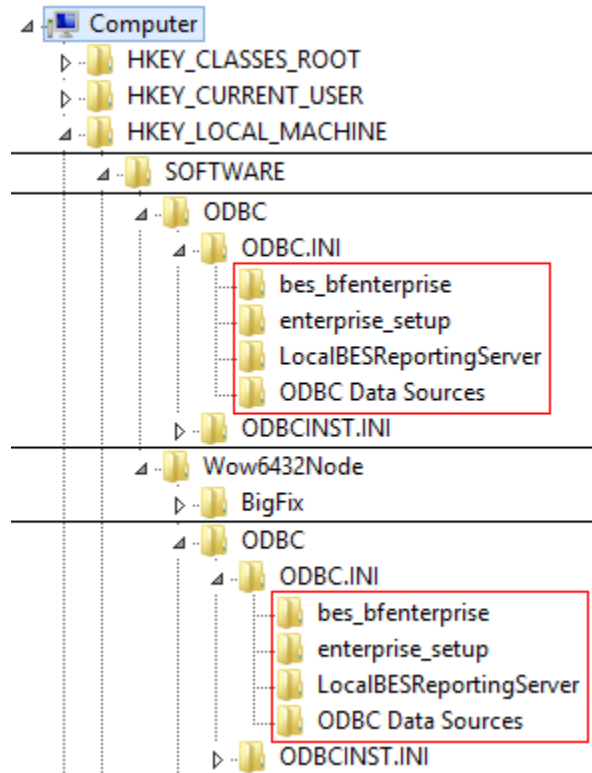 Computer
HKEY_CLASSES_ROOT
HKEY_CURRENT_USER
HKEY_LOCAL_MACHINE
SOFTWARE
ODBC
ODBC.INI
bes_bfenterprise
enterprise_setup
LocalBESReportingServer
ODBC Data Sources
ODBCINST.INI
Wow6432Node
BigFix
ODBC
ODBC.INI
bes_bfenterprise
enterprise_setup
LocalBESReportingServer
ODBC Data Sources
ODBCINST.INI